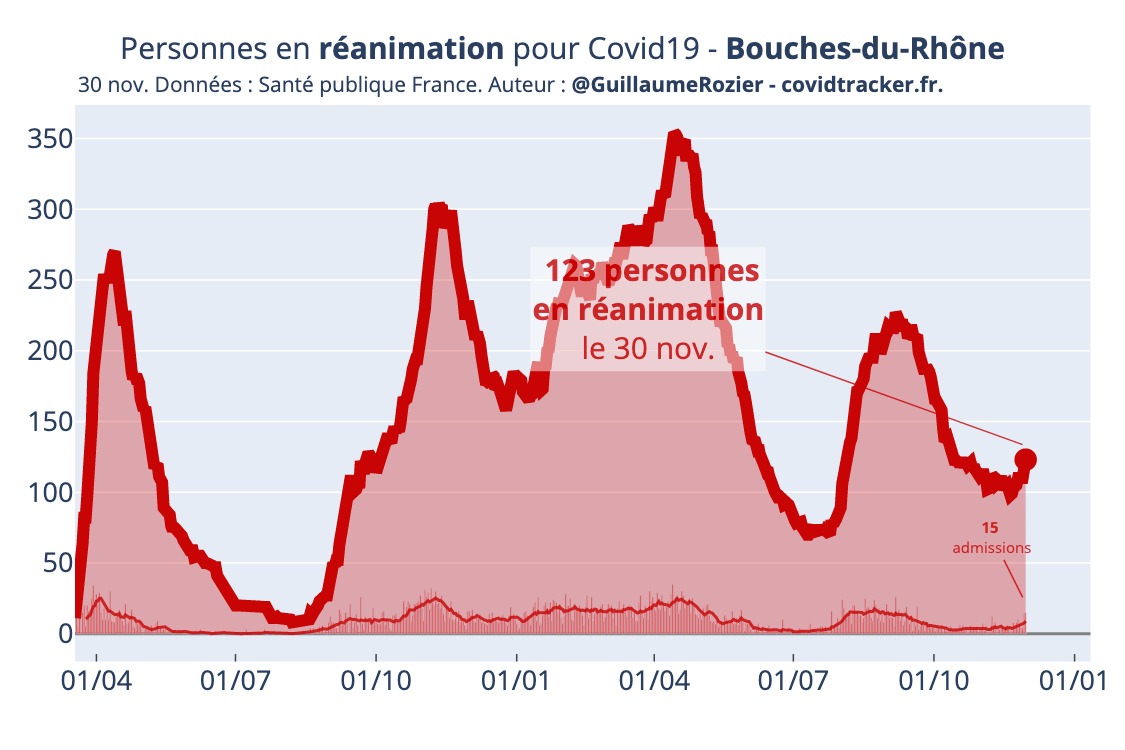 Personnes en réanimation pour Covid19 - Bouches-du-Rhône
30 nov. Données : Santé publique France. Auteur : @GuillaumeRozier - covidtracker.fr.
350
300
250
200
150
100
50
0
123 personnes
en réanimation
le 30 nov.
15
admissions
01/04 01/07 01/10 01/01 01/04 01/07 01/10 01/01